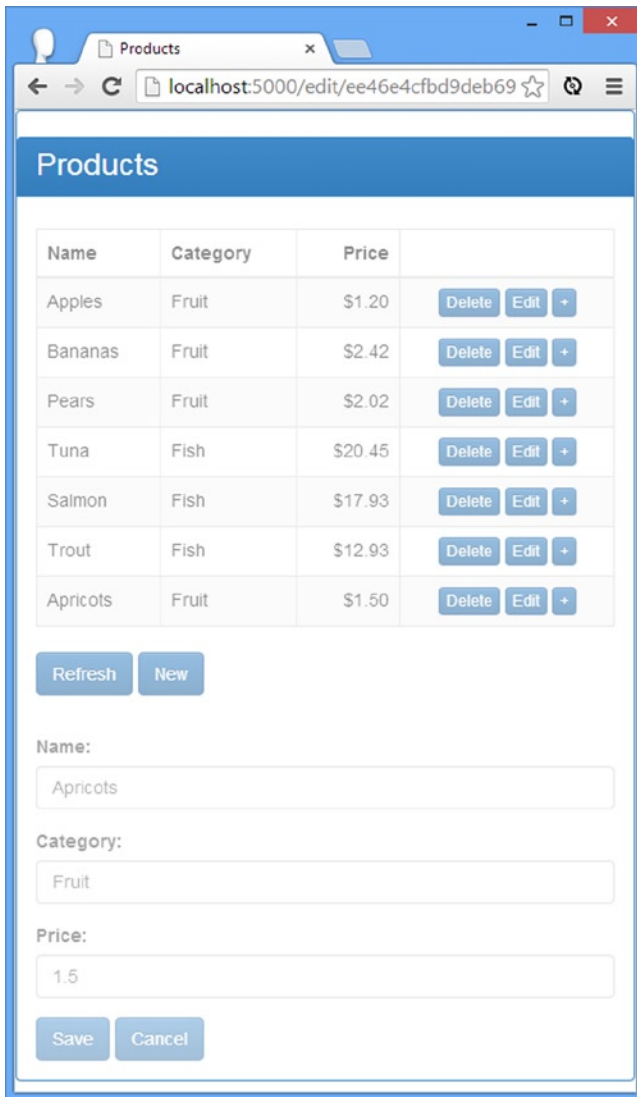 Products
localhost:5000/edit/ee46e4cfbd9deb69
Products
Name Category Price
Apples Fruit $1.20 Delete Edit +
Bananas Fruit $2.42 Delete Edit +
Pears Fruit $2.02 Delete Edit +
Tuna Fish $20.45 Delete Edit +
Salmon Fish $17.93 Delete Edit +
Trout Fish $12.93 Delete Edit +
Apricots Fruit $1.50 Delete Edit +
Refresh New
Name:
Apricots
Category:
Fruit
Price:
1.5
Save Cancel